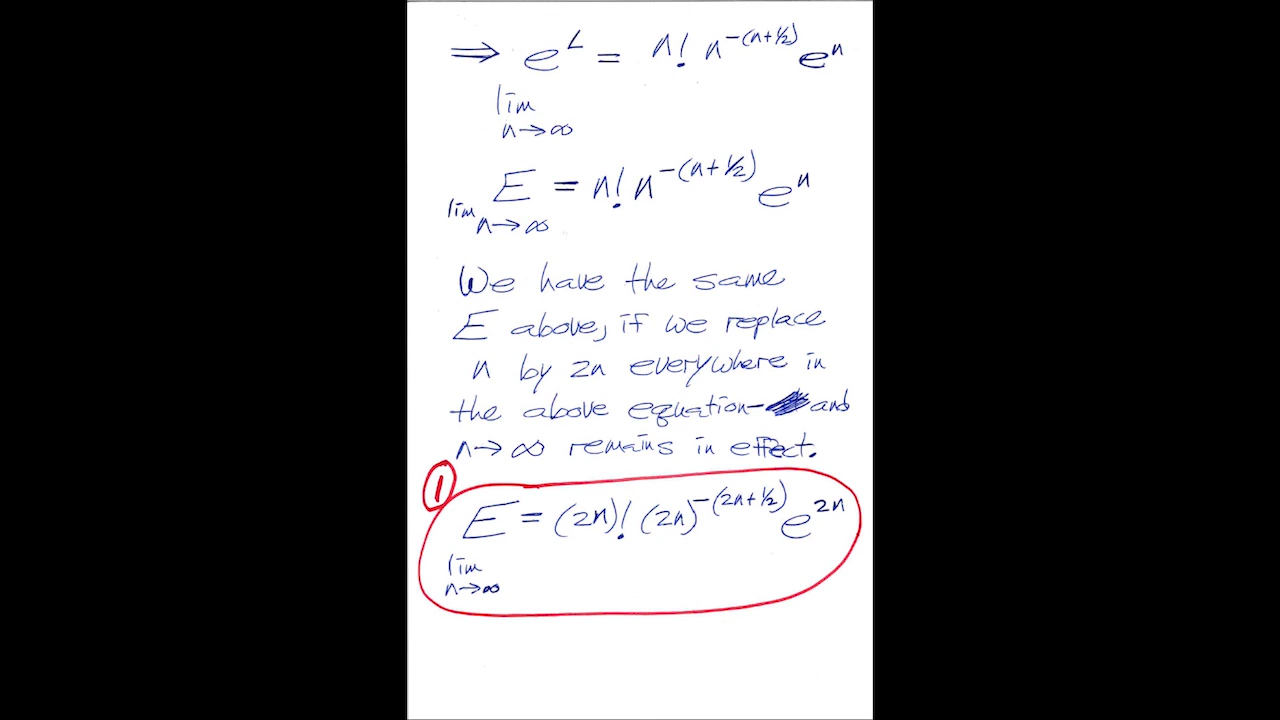 ⇒ e^L = n! n^-(n+1/2) e^n
lim
n→∞
E = n! n^-(n+1/2) e^n
lim n→∞
We have the same
E above, if we replace
n by 2n everywhere in
the above equation- and
n→∞ remains in effect.
1
E = (2n)! (2n)^-(2n+1/2) e^2n
lim
n→∞